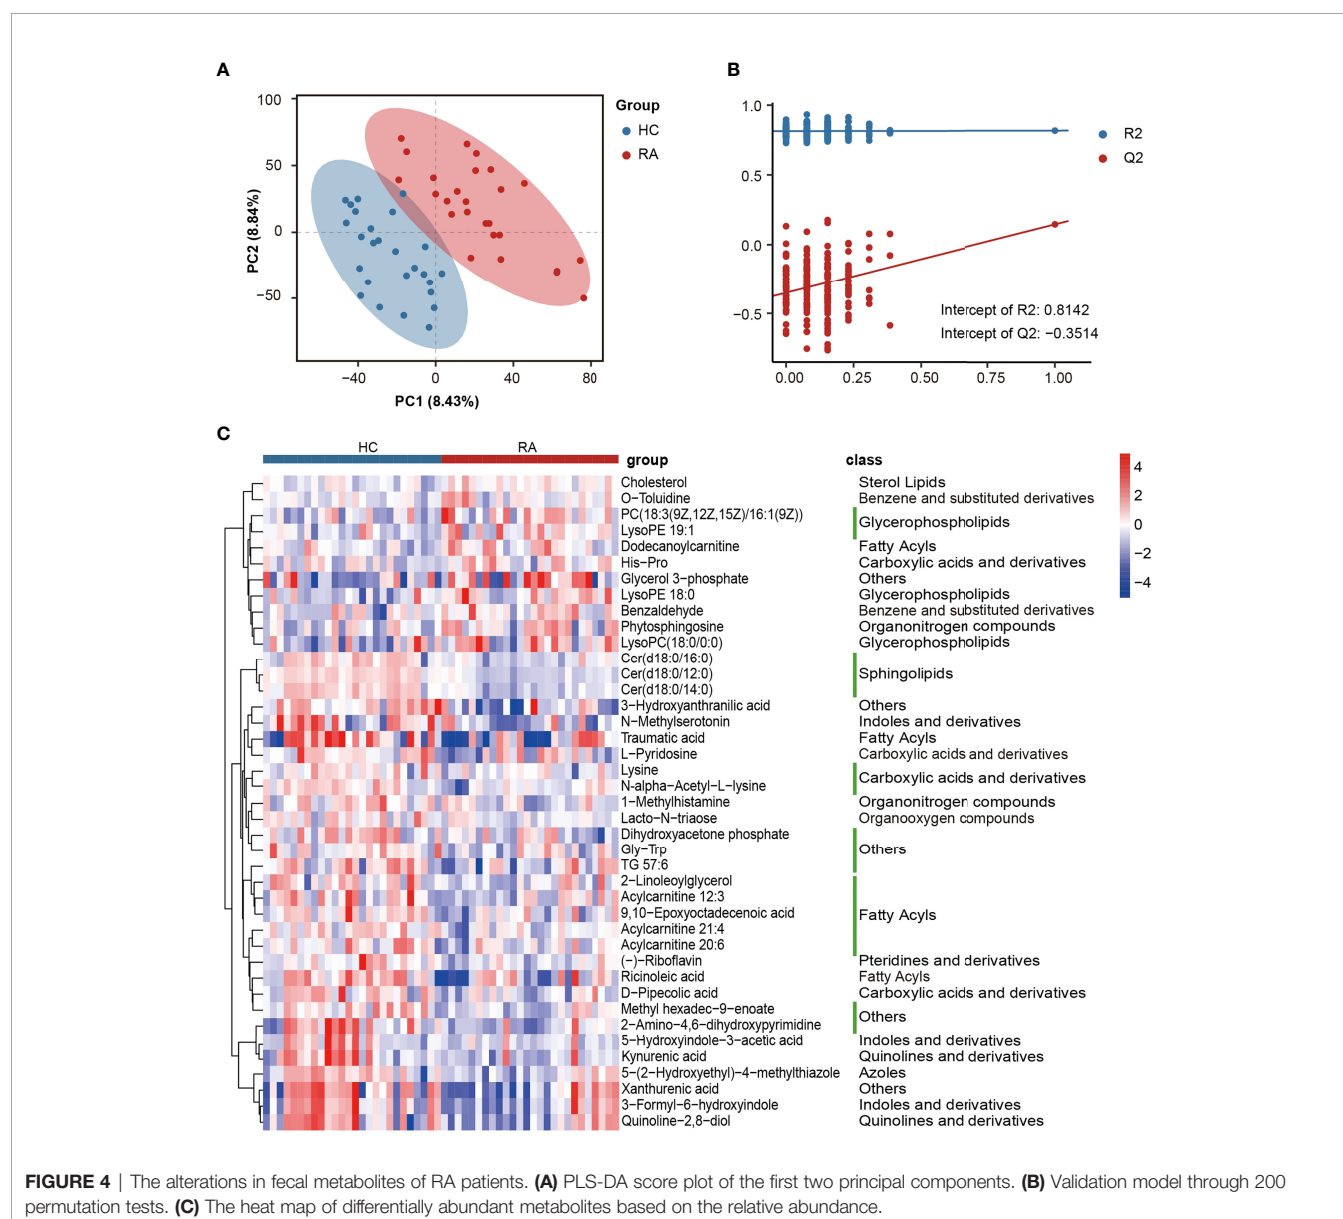 A
100
50
0
−50
−40
0
40
80
PC2 (8.84%)
PC1 (8.43%)
Group
HC
RA
B
1.0
0.5
0.0
−0.5
0.00
0.25
0.50
0.75
1.00
R2
Q2
Intercept of R2: 0.8142
Intercept of Q2: −0.3514
C
HC
RA
group
class
Cholesterol
Sterol Lipids
O−Toluidine
Benzene and substituted derivatives
PC(18:3(9Z,12Z,15Z)/16:1(9Z))
Glycerophospholipids
LysoPE 19:1
Dodecanoylcarnitine
Fatty Acyls
His−Pro
Carboxylic acids and derivatives
Glycerol 3−phosphate
Others
LysoPE 18:0
Glycerophospholipids
Benzaldehyde
Benzene and substituted derivatives
Phytosphingosine
Organonitrogen compounds
LysoPC(18:0/0:0)
Glycerophospholipids
Cer(d18:0/16:0)
Cer(d18:0/12:0)
Sphingolipids
Cer(d18:0/14:0)
3−Hydroxyanthranilic acid
Others
N−Methylserotonin
Indoles and derivatives
Traumatic acid
Fatty Acyls
L−Pyridosine
Carboxylic acids and derivatives
Lysine
Carboxylic acids and derivatives
N-alpha−Acetyl−L−lysine
1−Methylhistamine
Organonitrogen compounds
Lacto−N−triaose
Organooxygen compounds
Dihydroxyacetone phosphate
Gly−Trp
Others
TG 57:6
2−Linoleoylglycerol
Acylcarnitine 12:3
9,10−Epoxyoctadecenoic acid
Fatty Acyls
Acylcarnitine 21:4
Acylcarnitine 20:6
(−)−Riboflavin
Pteridines and derivatives
Ricinoleic acid
Fatty Acyls
D−Pipecolic acid
Carboxylic acids and derivatives
Methyl hexadec−9−enoate
Others
2−Amino−4,6−dihydroxypyrimidine
5−Hydroxyindole−3−acetic acid
Indoles and derivatives
Kynurenic acid
Quinolines and derivatives
5−(2−Hydroxyethyl)−4−methylthiazole
Azoles
Xanthurenic acid
Others
3−Formyl−6−hydroxyindole
Indoles and derivatives
Quinoline−2,8−diol
Quinolines and derivatives
4
2
0
−2
−4
FIGURE 4 | The alterations in fecal metabolites of RA patients. (A) PLS-DA score plot of the first two principal components. (B) Validation model through 200
permutation tests. (C) The heat map of differentially abundant metabolites based on the relative abundance.